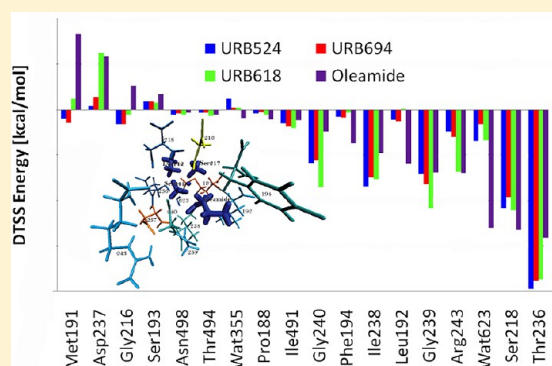 URB524
URB694
URB618
Oleamide
DTSS Energy [kcal/mol]
Met191
Asp237
Gly216
Ser193
Asn498
Thr494
Wat355
Pro188
Ile491
Gly240
Phe194
Ile238
Leu192
Gly239
Arg243
Wat623
Ser218
Thr236